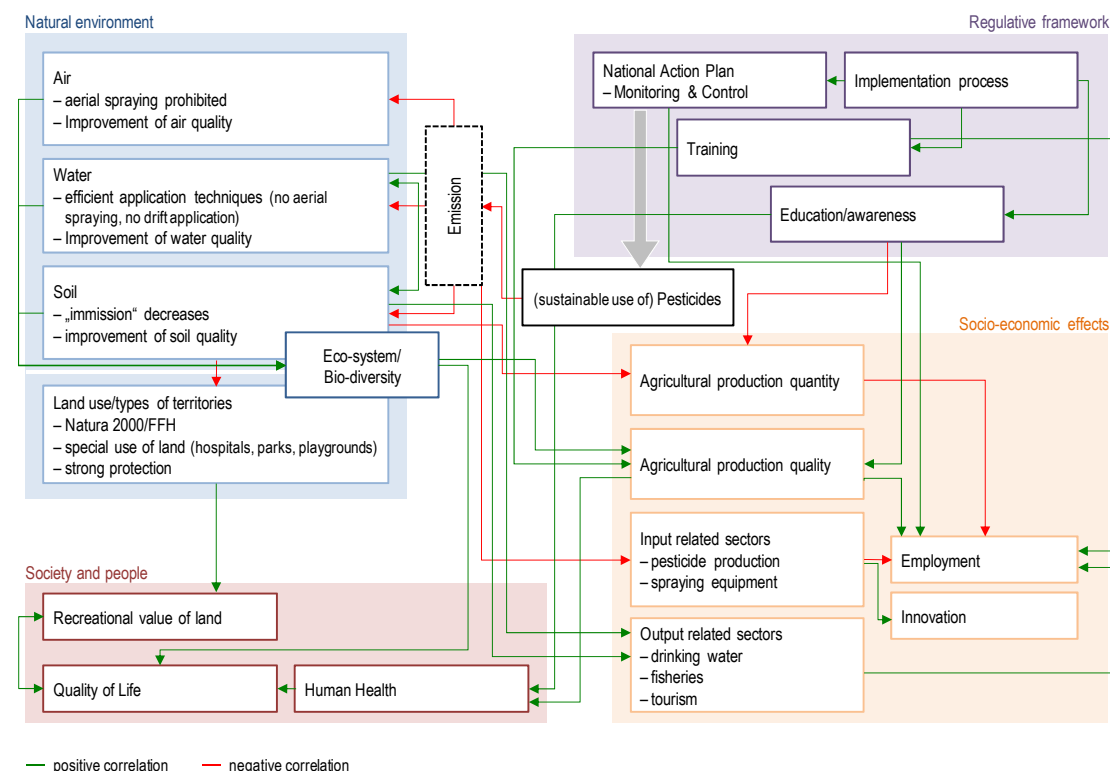 Natural environment
Air
– aerial spraying prohibited
– Improvement of air quality
Water
– efficient application techniques (no aerial
spraying, no drift application)
– Improvement of water quality
Soil
– „immission“ decreases
– improvement of soil quality
Eco-system/
Bio-diversity
Land use/types of territories
– Natura 2000/FFH
– special use of land (hospitals, parks, playgrounds)
– strong protection
Emission
Regulative framework
National Action Plan
– Monitoring & Control
Implementation process
Training
Education/awareness
(sustainable use of) Pesticides
Socio-economic effects
Agricultural production quantity
Agricultural production quality
Input related sectors
– pesticide production
– spraying equipment
Employment
Innovation
Output related sectors
– drinking water
– fisheries
– tourism
Society and people
Recreational value of land
Quality of Life
Human Health
positive correlation
negative correlation